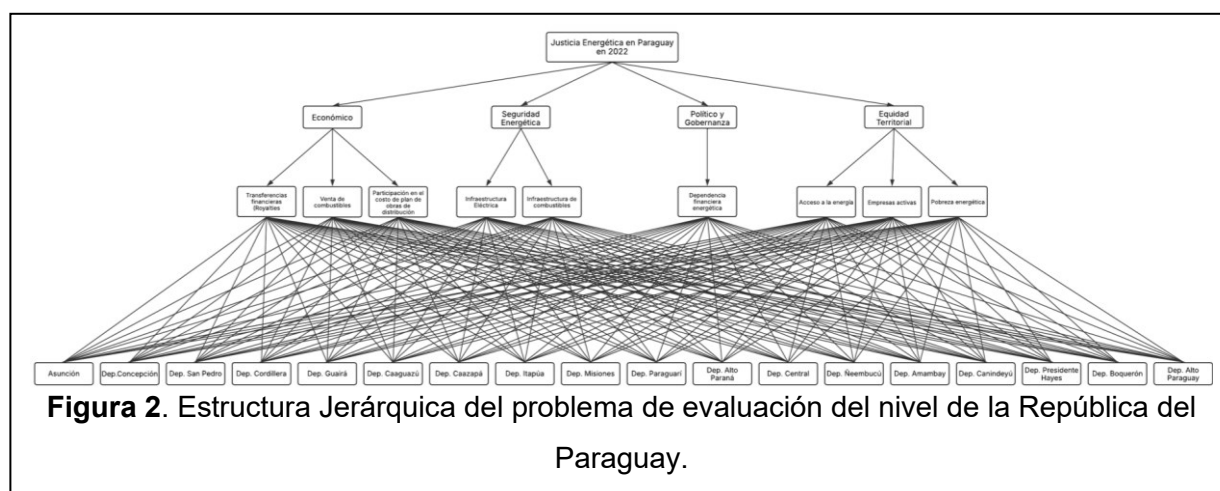 Justicia Energética en Paraguay
en 2022
Económico
Seguridad
Energética
Político y
Gobernanza
Equidad
Territorial
Transferencias
financieras
(Royalties
Venta de
combustibles
Participación en el
costo de plan de
obras de
distribución
Infraestructura
Eléctrica
Infraestructura de
combustibles
Dependencia
financiera
energética
Acceso a la energía
Empresas activas
Pobreza energética
Asunción
Dep.Concepción
Dep. San Pedro
Dep. Cordillera
Dep. Guairá
Dep. Caaguazú
Dep. Caazapá
Dep. Itapúa
Dep. Misiones
Dep. Paraguarí
Dep. Alto
Paraná
Dep. Central
Dep. Ñeembucú
Dep. Amambay
Dep. Canindeyú
Dep. Presidente
Hayes
Dep. Boquerón
Dep. Alto
Paraguay
Figura 2. Estructura Jerárquica del problema de evaluación del nivel de la República del
Paraguay.